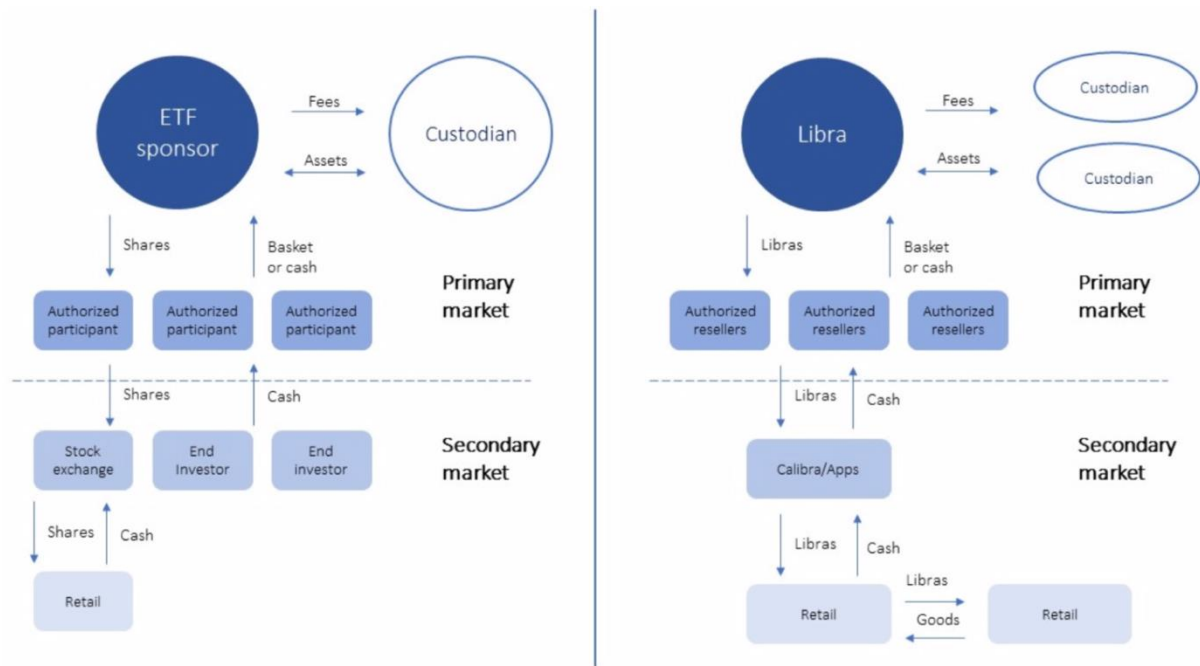 ETF
sponsor
Fees
Assets
Custodian
Shares
Basket
or cash
Primary
market
Authorized
participant
Authorized
participant
Authorized
participant
Shares
Cash
Stock
exchange
End
Investor
End
investor
Secondary
market
Shares
Cash
Retail
Libra
Fees
Assets
Custodian
Custodian
Libras
Basket
or cash
Primary
market
Authorized
resellers
Authorized
resellers
Authorized
resellers
Libras
Cash
Calibra/Apps
Secondary
market
Libras
Cash
Retail
Libras
Goods
Retail